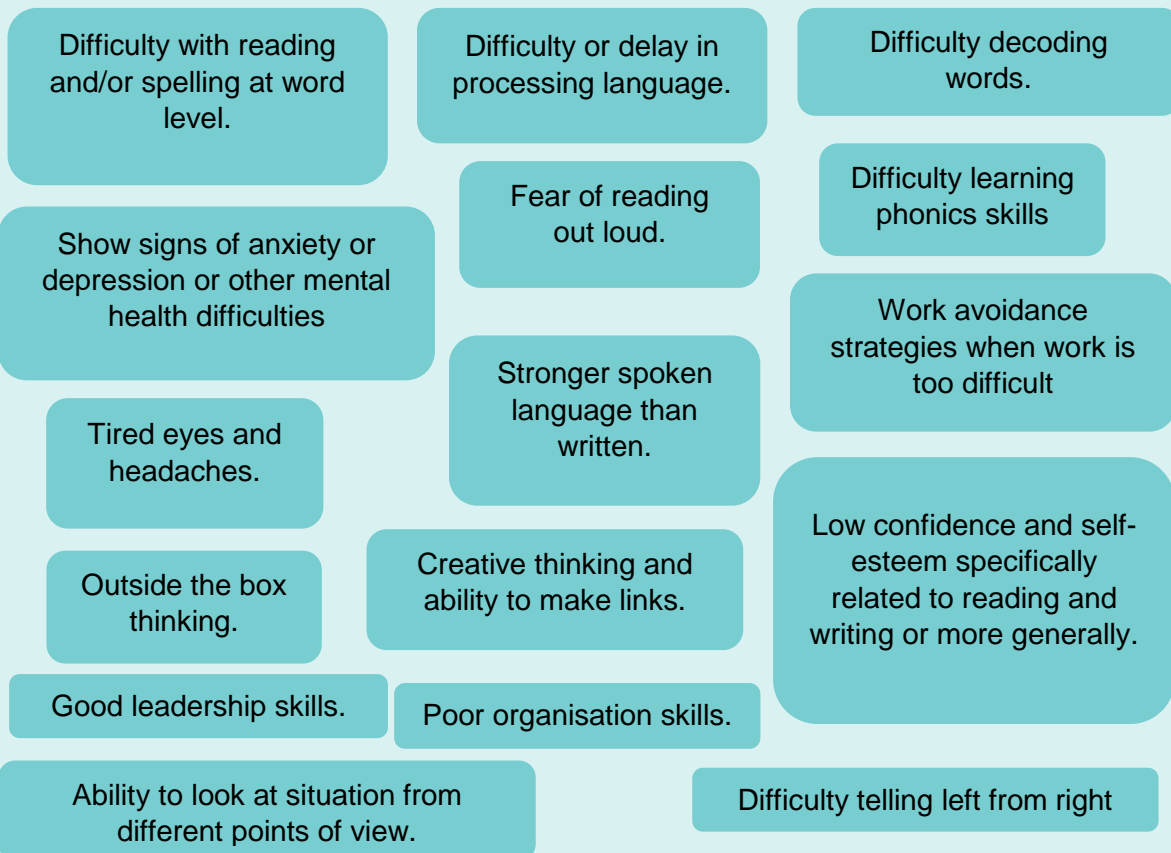 Difficulty with reading
and/or spelling at word
level.
Difficulty or delay in
processing language.
Difficulty decoding
words.
Fear of reading
out loud.
Difficulty learning
phonics skills
Show signs of anxiety or
depression or other mental
health difficulties
Work avoidance
strategies when work is
too difficult
Stronger spoken
language than
written.
Tired eyes and
headaches.
Low confidence and self-
esteem specifically
related to reading and
writing or more generally.
Creative thinking and
ability to make links.
Outside the box
thinking.
Good leadership skills.
Poor organisation skills.
Ability to look at situation from
different points of view.
Difficulty telling left from right